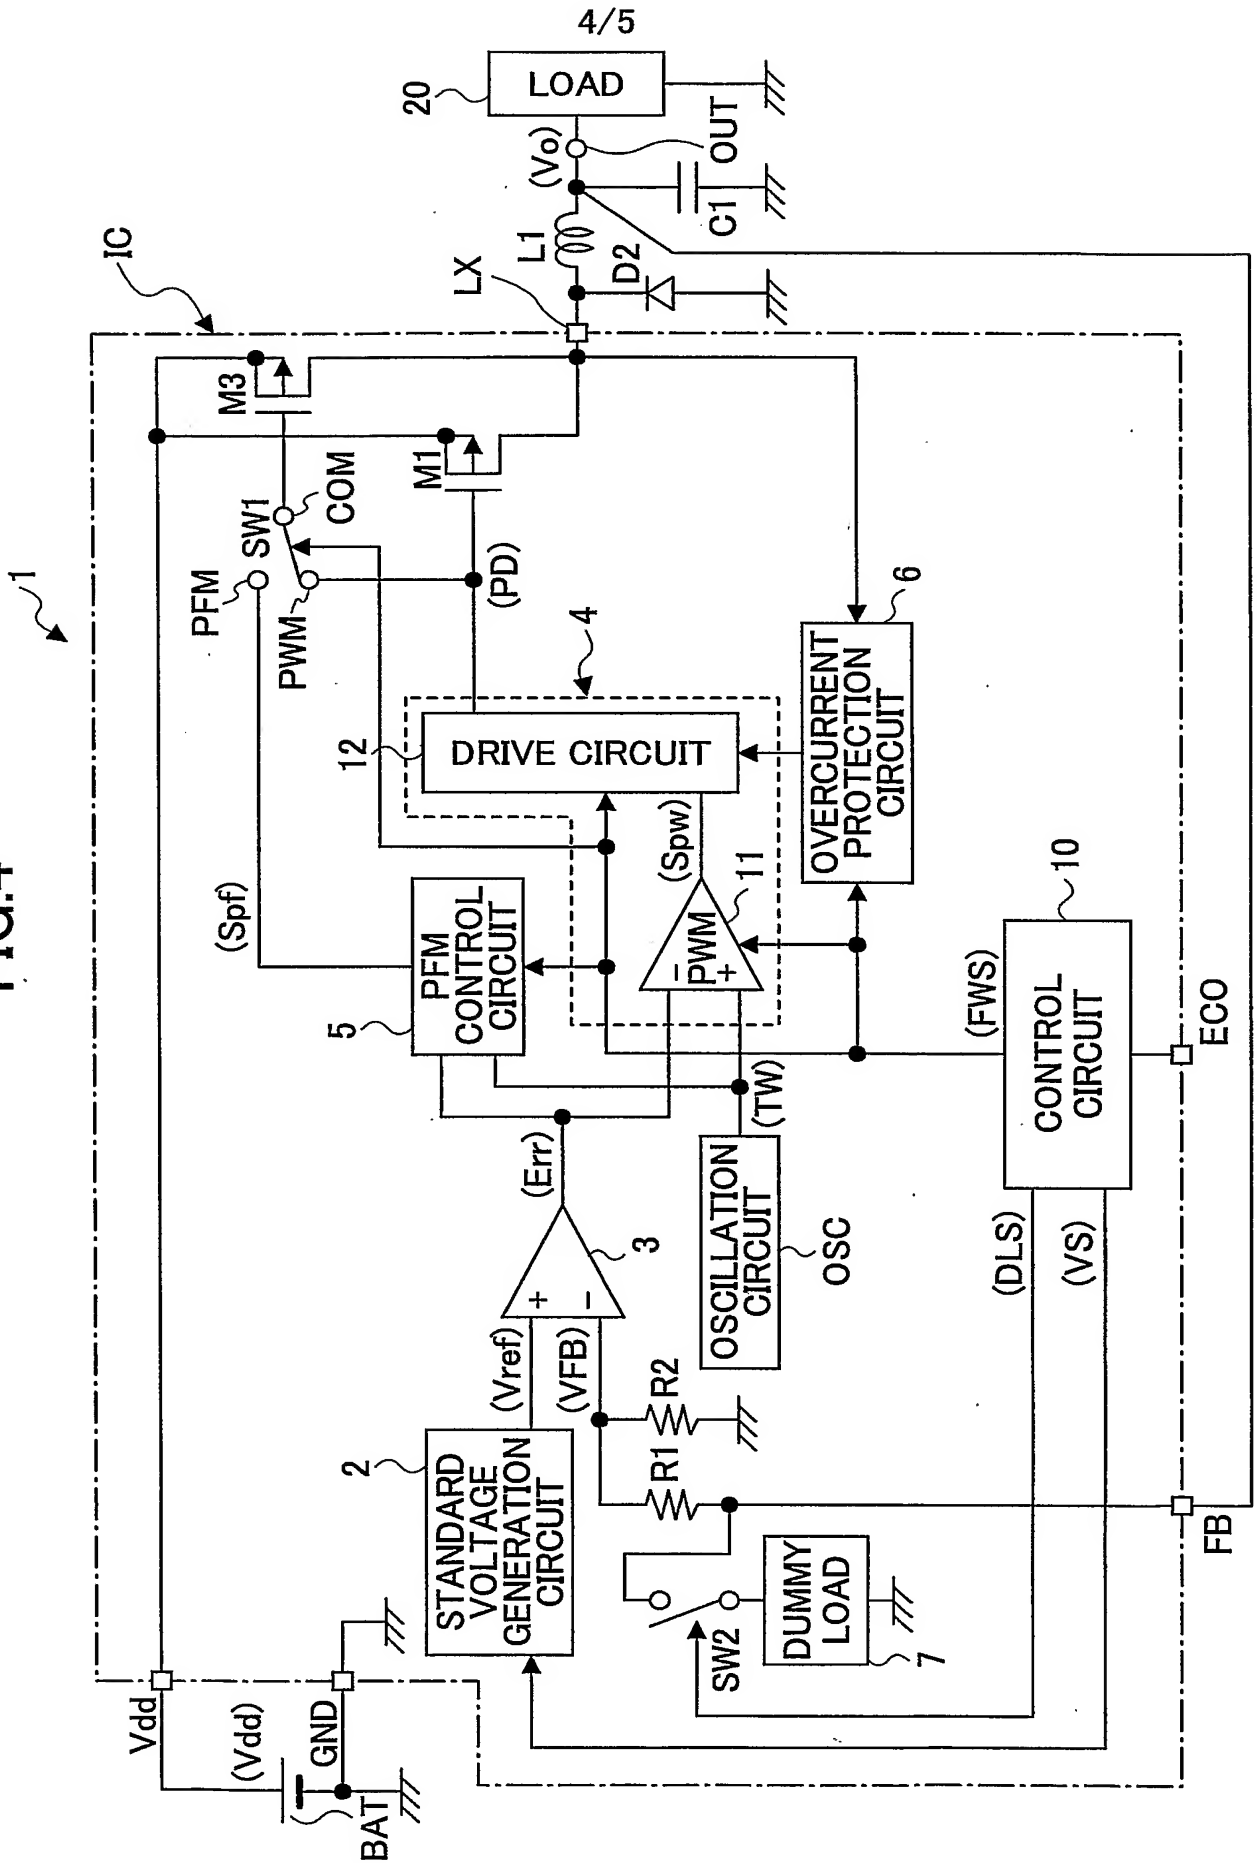 4/5
1
IC
Vdd
(Vdd)
GND
BAT
2
STANDARD
VOLTAGE
GENERATION
CIRCUIT
(Vref)
(VFB)
+
−
3
(Err)
R1
R2
SW2
DUMMY
LOAD
7
FB
OSCILLATION
CIRCUIT
OSC
(TW)
5
PFM
CONTROL
CIRCUIT
(Spf)
PFM
SW1
PWM
COM
M3
M1
(PD)
4
12
DRIVE CIRCUIT
(Spw)
−
PWM
+
11
6
OVERCURRENT
PROTECTION
CIRCUIT
10
CONTROL
CIRCUIT
(FWS)
(DLS)
(VS)
ECO
LX
L1
D2
C1
(Vo)
OUT
20
LOAD